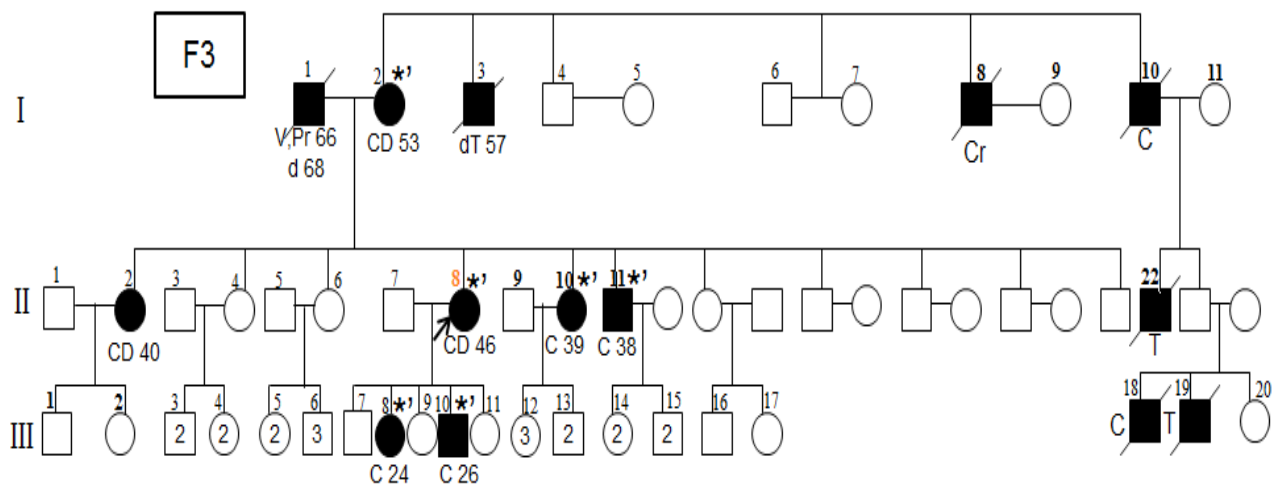 F3
1 2 *’ 3 4 5 6 7 8 9 10 11
I
V,Pr 66 CD 53 dT 57 Cr C
d 68
1 2 3 4 5 6 7 8 *’ 9 10 *’ 11 *’ 22
II
CD 40 CD 46 C 39 C 38 T
1 2 3 4 5 6 7 8 *’ 9 10 *’ 11 12 13 14 15 16 17 18 19 20
III 2 2 2 3 3 2 2 2 C T
C 24 C 26